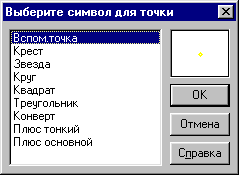 Выберите символ для точки
Вспом.точка
Крест
Звезда
Круг
Квадрат
Треугольник
Конверт
Плюс тонкий
Плюс основной
OK
Отмена
Справка